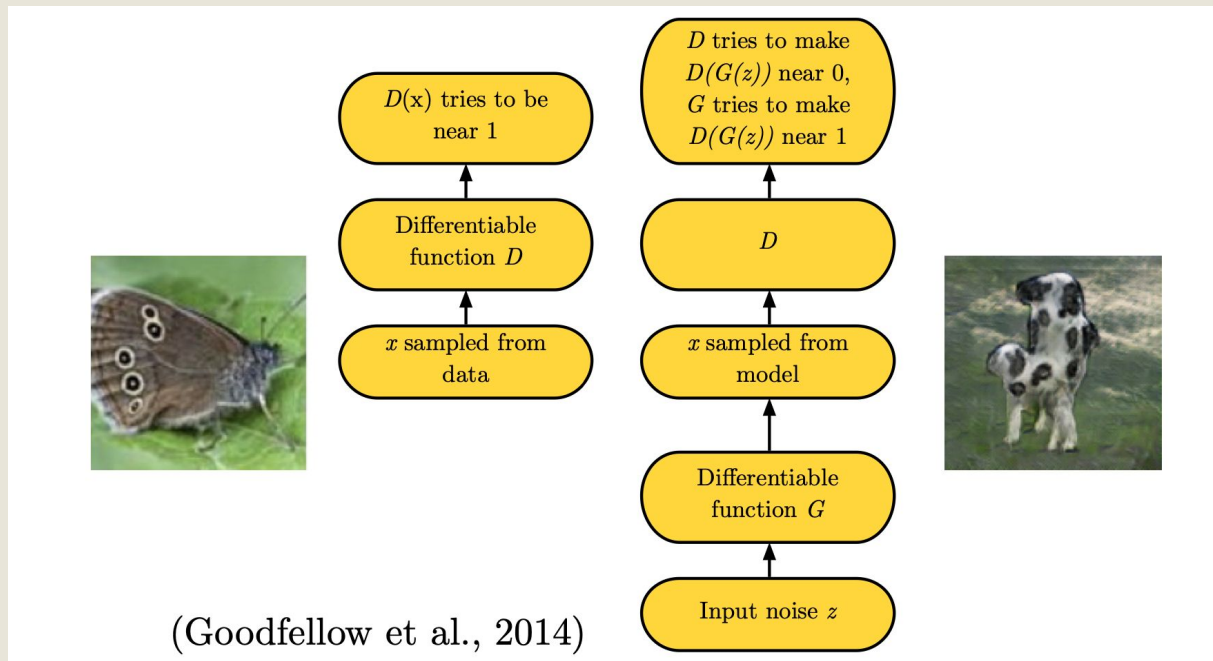 D(x) tries to be
near 1
Differentiable
function D
x sampled from
data
D tries to make
D(G(z)) near 0,
G tries to make
D(G(z)) near 1
D
x sampled from
model
Differentiable
function G
Input noise z
(Goodfellow et al., 2014)